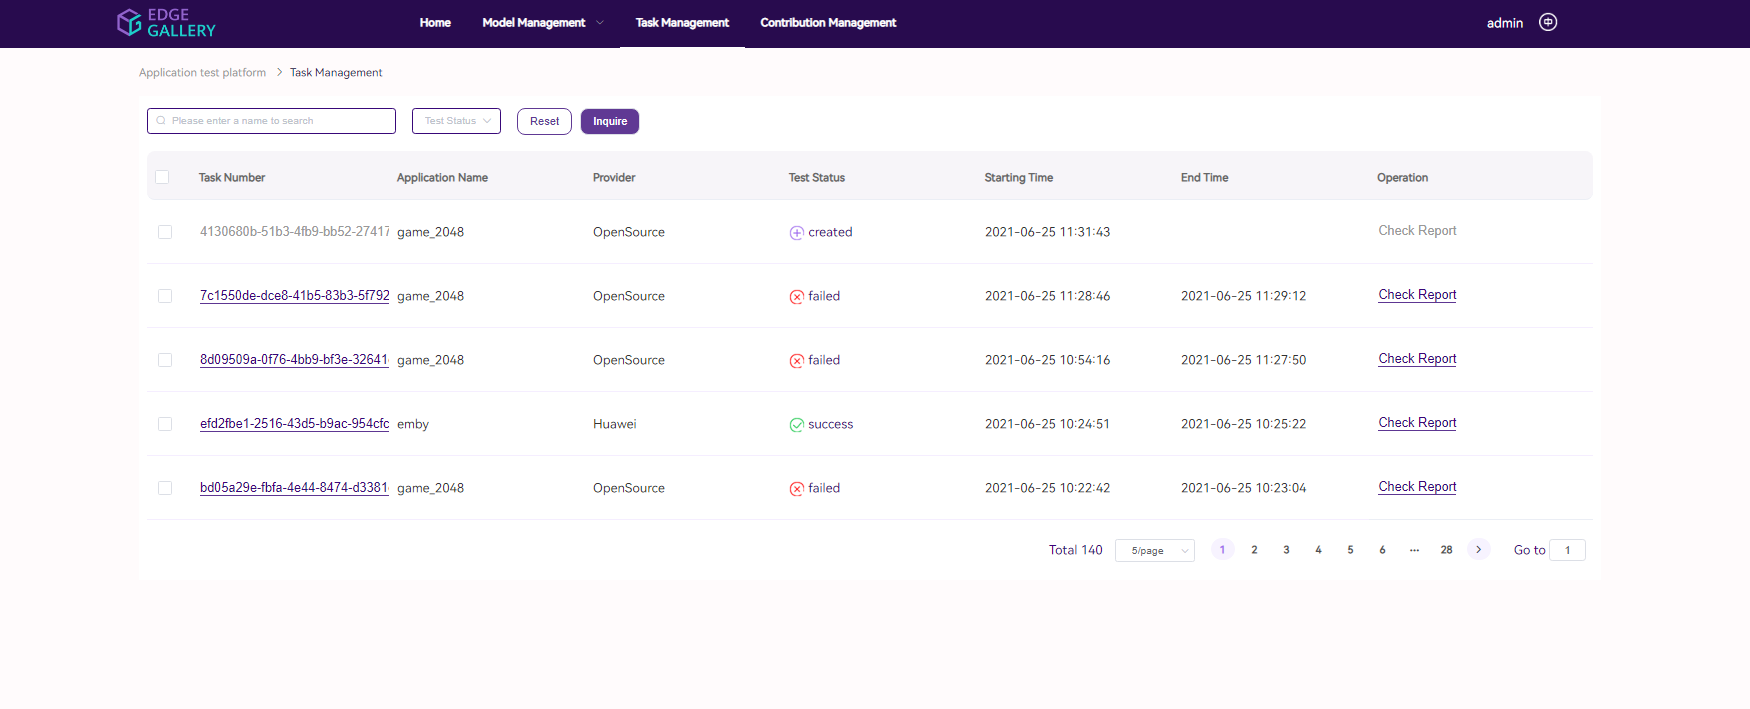 EDGE
GALLERY
Home Model Management Task Management Contribution Management admin 中
Application test platform > Task Management
Please enter a name to search Test Status Reset Inquire
Task Number Application Name Provider Test Status Starting Time End Time Operation
4130680b-51b3-4fb9-bb52-27417 game_2048 OpenSource created 2021-06-25 11:31:43 Check Report
7c1550de-dce8-41b5-83b3-5f792 game_2048 OpenSource failed 2021-06-25 11:28:46 2021-06-25 11:29:12 Check Report
8d09509a-0f76-4bb9-bf3e-32641 game_2048 OpenSource failed 2021-06-25 10:54:16 2021-06-25 11:27:50 Check Report
efd2fbe1-2516-43d5-b9ac-954cfc emby Huawei success 2021-06-25 10:24:51 2021-06-25 10:25:22 Check Report
bd05a29e-fbfa-4e44-8474-d3381 game_2048 OpenSource failed 2021-06-25 10:22:42 2021-06-25 10:23:04 Check Report
Total 140 5/page 1 2 3 4 5 6 ... 28 > Go to 1